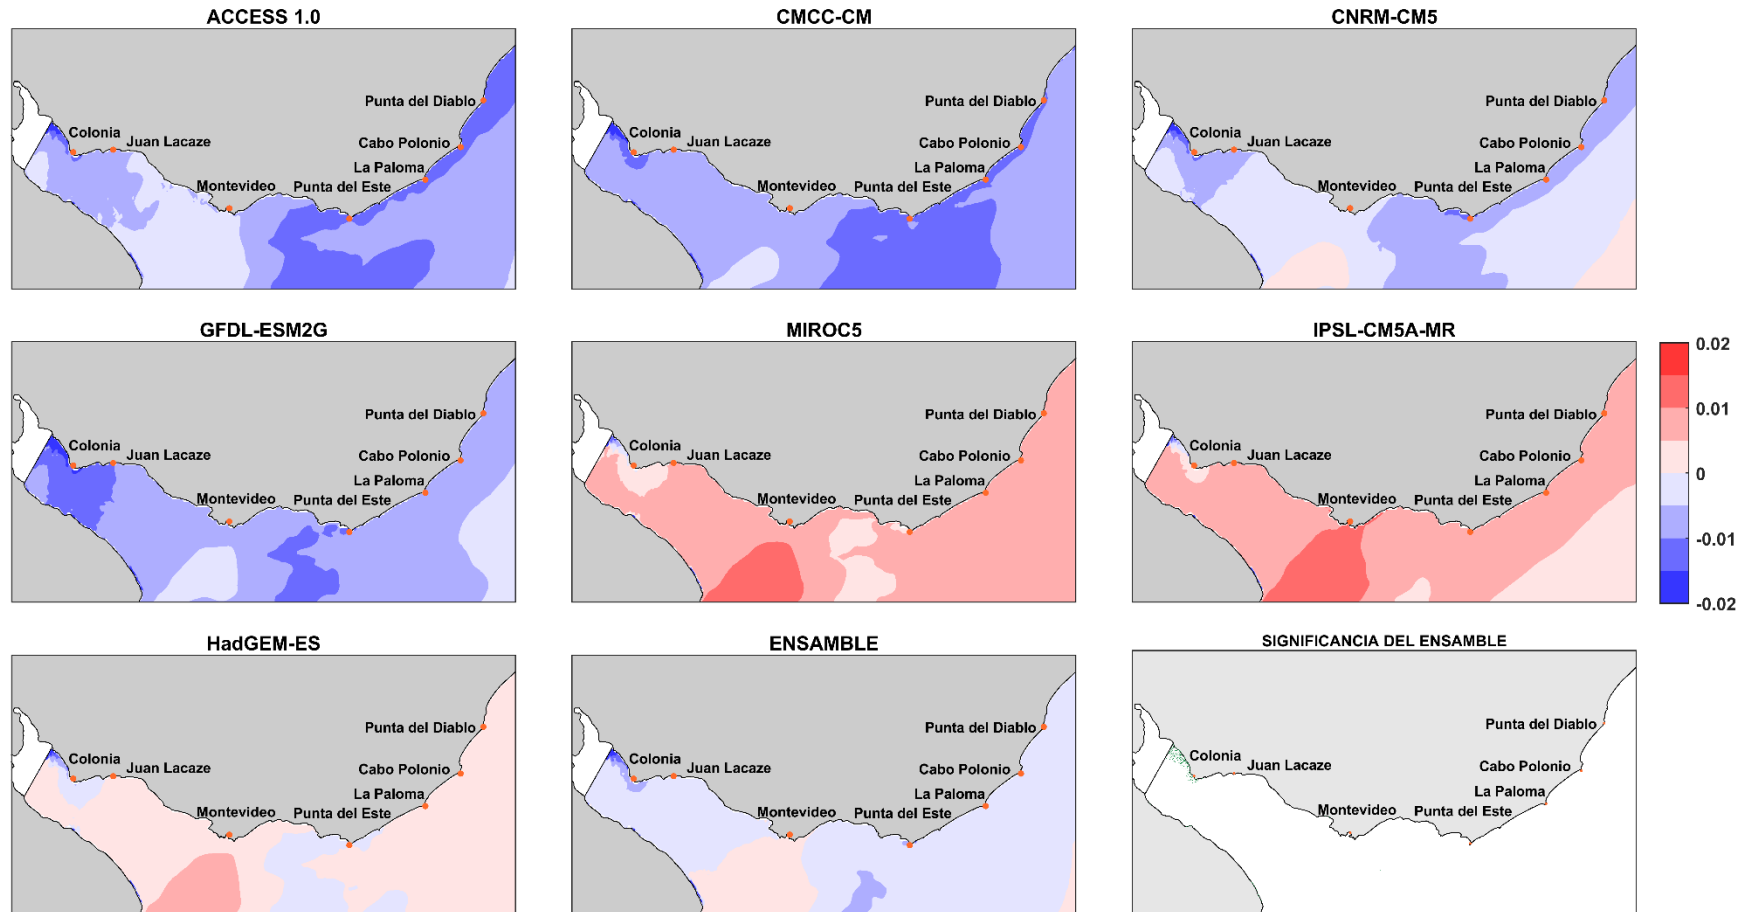 ACCESS 1.0
Punta del Diablo
Colonia
Juan Lacaze
Cabo Polonio
La Paloma
Montevideo
Punta del Este
CMCC-CM
Punta del Diablo
Colonia
Juan Lacaze
Cabo Polonio
La Paloma
Montevideo
Punta del Este
CNRM-CM5
Punta del Diablo
Colonia
Juan Lacaze
Cabo Polonio
La Paloma
Montevideo
Punta del Este
GFDL-ESM2G
Punta del Diablo
Colonia
Juan Lacaze
Cabo Polonio
La Paloma
Montevideo
Punta del Este
MIROC5
Punta del Diablo
Colonia
Juan Lacaze
Cabo Polonio
La Paloma
Montevideo
Punta del Este
IPSL-CM5A-MR
Punta del Diablo
Colonia
Juan Lacaze
Cabo Polonio
La Paloma
Montevideo
Punta del Este
0.02
0.01
0
-0.01
-0.02
HadGEM-ES
Punta del Diablo
Colonia
Juan Lacaze
Cabo Polonio
La Paloma
Montevideo
Punta del Este
ENSAMBLE
Punta del Diablo
Colonia
Juan Lacaze
Cabo Polonio
La Paloma
Montevideo
Punta del Este
SIGNIFICANCIA DEL ENSAMBLE
Punta del Diablo
Colonia
Juan Lacaze
Cabo Polonio
La Paloma
Montevideo
Punta del Este